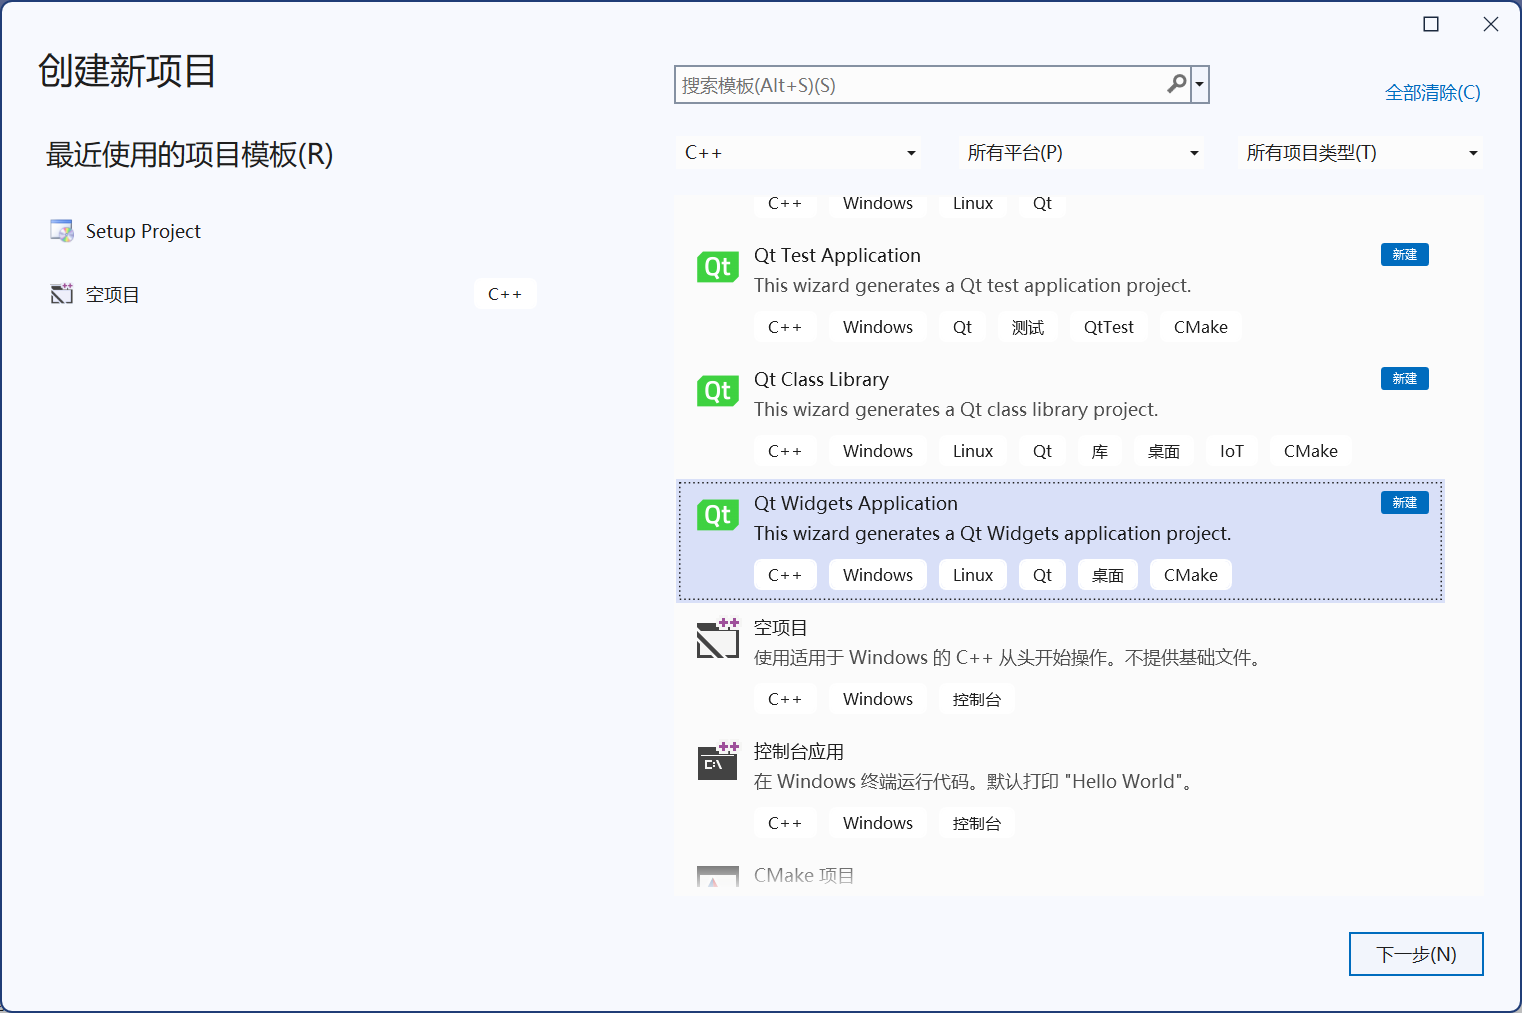 创建新项目
最近使用的项目模板(R)
Setup Project
空项目
C++
搜索模板(Alt+S)(S)
全部清除(C)
C++
所有平台(P)
所有项目类型(T)
C++ Windows Linux Qt
Qt
Qt Test Application
新建
This wizard generates a Qt test application project.
C++ Windows Qt 测试 QtTest CMake
Qt
Qt Class Library
新建
This wizard generates a Qt class library project.
C++ Windows Linux Qt 库 桌面 IoT CMake
Qt
Qt Widgets Application
新建
This wizard generates a Qt Widgets application project.
C++ Windows Linux Qt 桌面 CMake
空项目
使用适用于 Windows 的 C++ 从头开始操作。不提供基础文件。
C++ Windows 控制台
C:\
控制台应用
在 Windows 终端运行代码。默认打印 "Hello World"。
C++ Windows 控制台
CMake 项目
下一步(N)